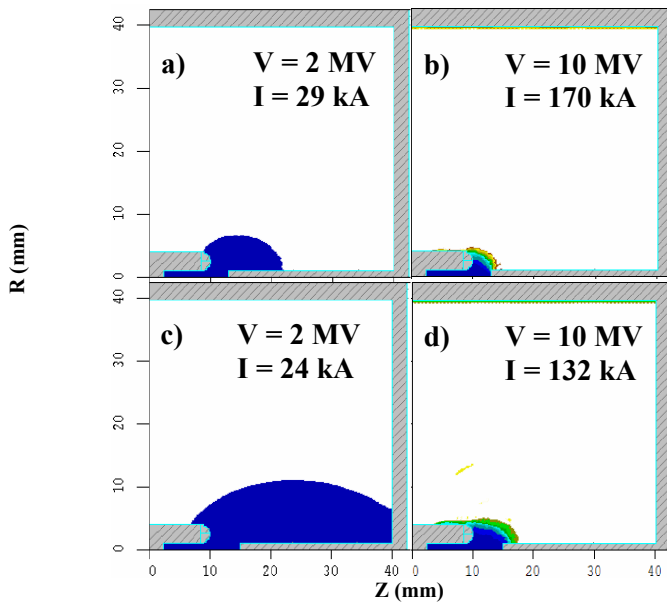 a)
V = 2 MV
I = 29 kA
b)
V = 10 MV
I = 170 kA
40
30
20
10
0
R (mm)
c)
V = 2 MV
I = 24 kA
d)
V = 10 MV
I = 132 kA
40
30
20
10
0
0 10 20 30 40
0 10 20 30 40
Z (mm)